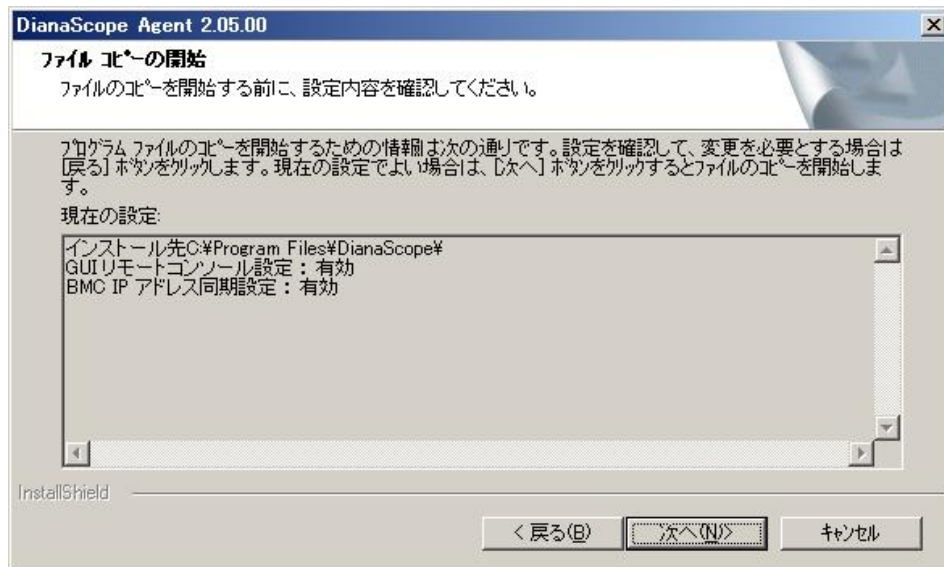 DianaScope Agent 2.05.00
ファイル コピーの開始
ファイルのコピーを開始する前に、設定内容を確認してください。
プログラム ファイルのコピーを開始するための情報は次の通りです。設定を確認して、変更を必要とする場合は
[戻る] ボタンをクリックします。現在の設定でよい場合は、[次へ] ボタンをクリックするとファイルのコピーを開始しま
す。
現在の設定:
インストール先C:¥Program Files¥DianaScope¥
GUIリモートコンソール設定：有効
BMC IP アドレス同期設定：有効
InstallShield
< 戻る(B)
次へ(N)>
キャンセル